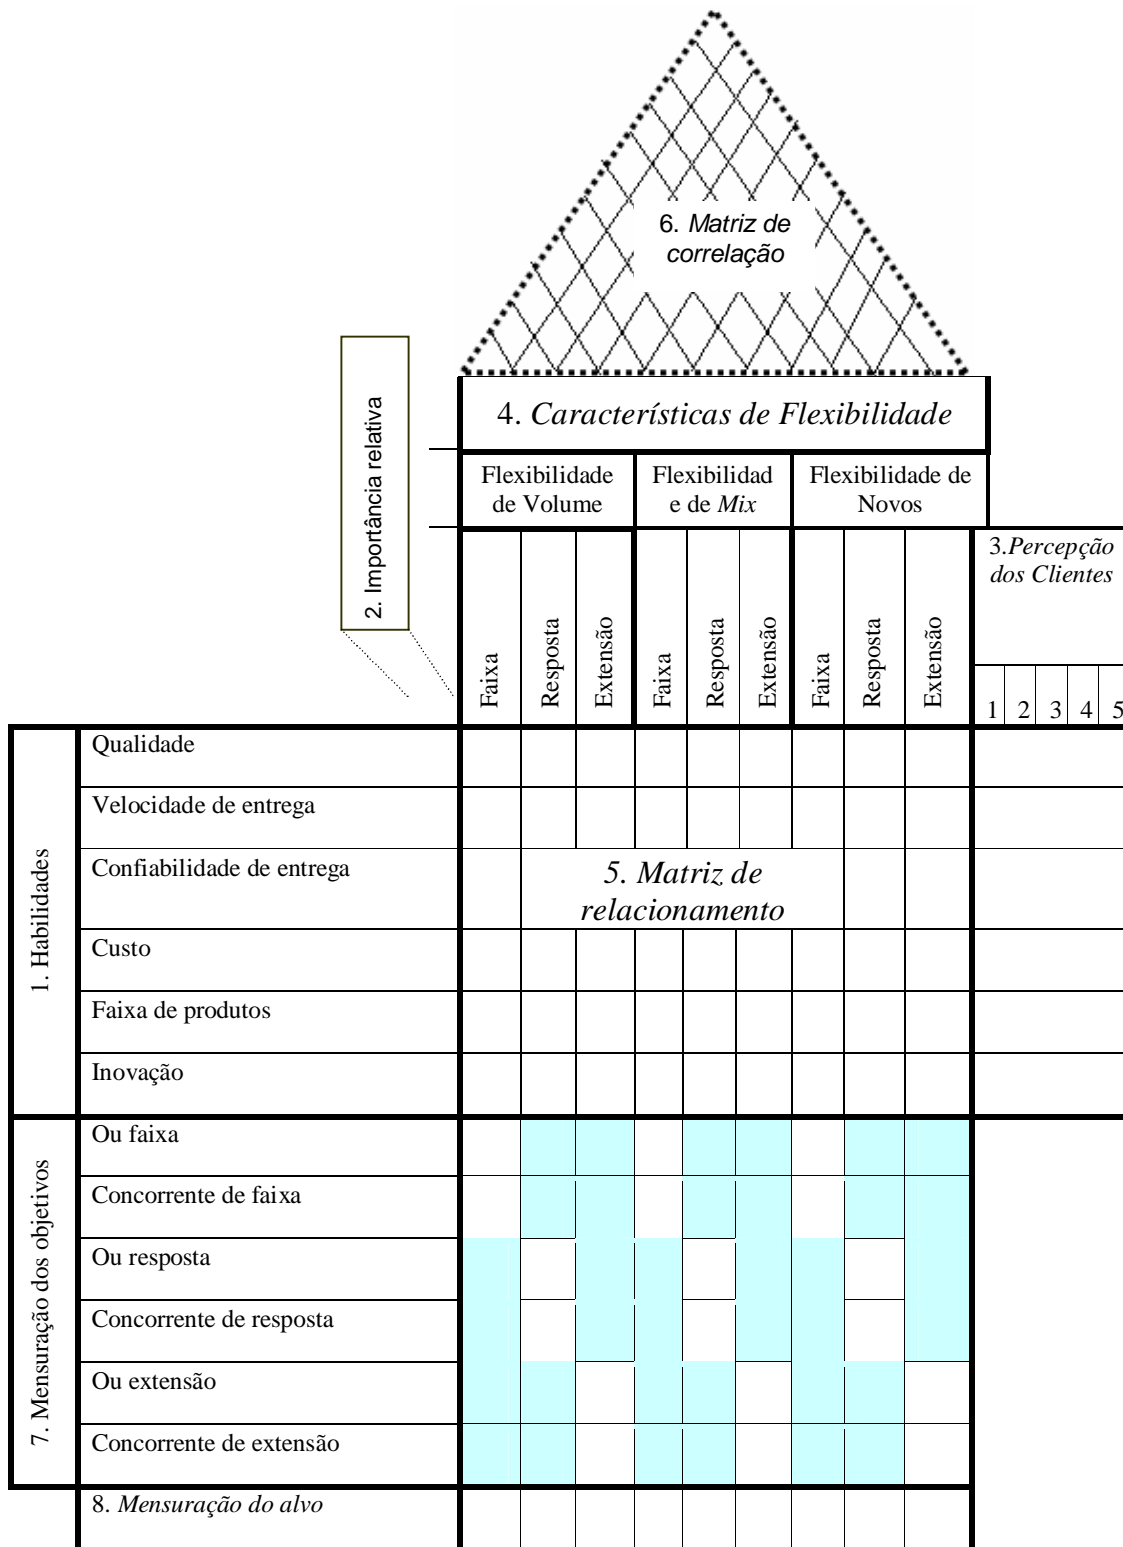 6. Matriz de
correlação
2. Importância relativa
4. Características de Flexibilidade
Flexibilidade
de Volume
Flexibilidad
e de Mix
Flexibilidade de
Novos
Faixa
Resposta
Extensão
Faixa
Resposta
Extensão
Faixa
Resposta
Extensão
3.Percepção
dos Clientes
1 2 3 4 5
1. Habilidades
Qualidade
Velocidade de entrega
Confiabilidade de entrega
5. Matriz de
relacionamento
Custo
Faixa de produtos
Inovação
7. Mensuração dos objetivos
Ou faixa
Concorrente de faixa
Ou resposta
Concorrente de resposta
Ou extensão
Concorrente de extensão
8. Mensuração do alvo